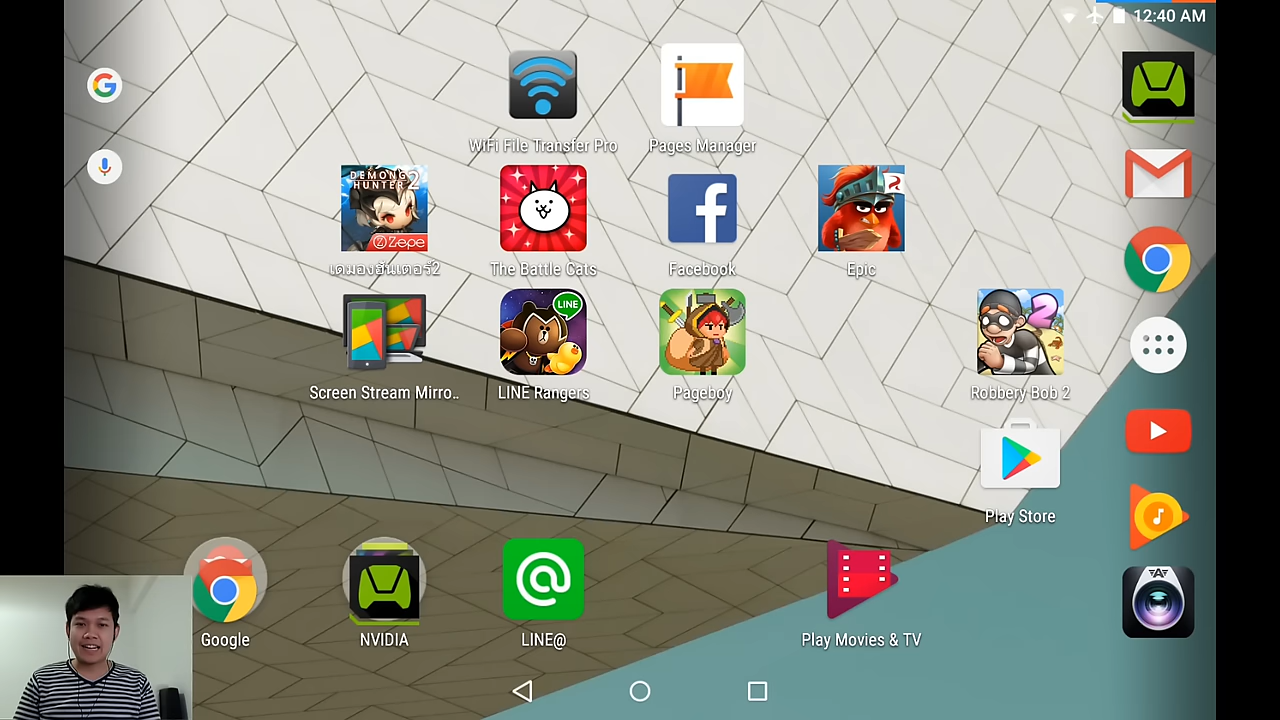 12:40 AM
WiFi File Transfer Pro
Pages Manager
DEMONG
HUNTER 2
Zepe
เดมองฮันเตอร์2
The Battle Cats
Facebook
Epic
LINE
2
Screen Stream Mirro..
LINE Rangers
Pageboy
Robbery Bob 2
Play Store
Google
NVIDIA
LINE@
Play Movies & TV